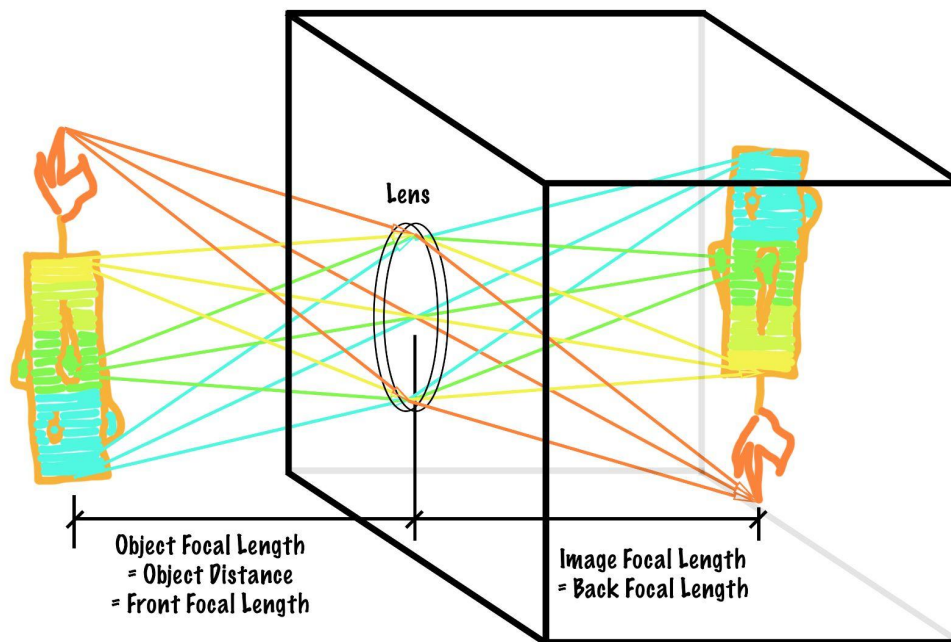 Lens
Object Focal Length
= Object Distance
= Front Focal Length
Image Focal Length
= Back Focal Length